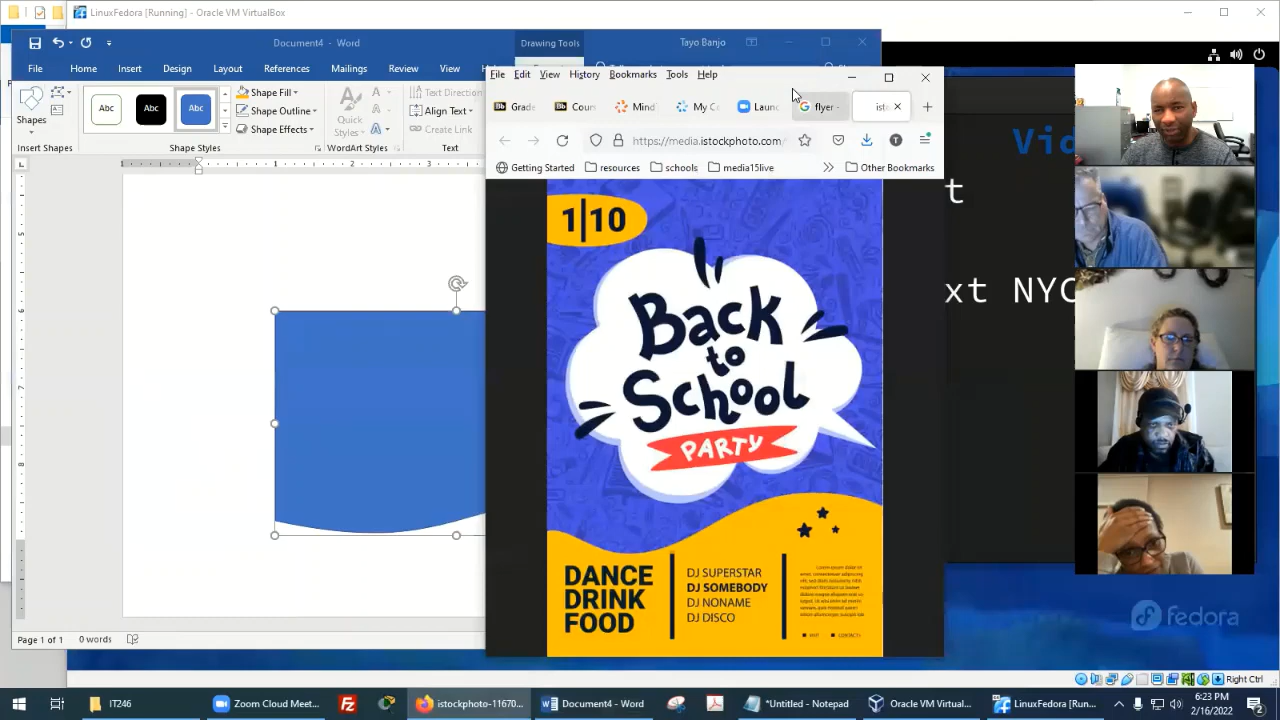 LinuxFedora [Running] - Oracle VM VirtualBox
Document4 - Word
Drawing Tools
Tayo Banjo
File
Home
Insert
Design
Layout
References
Mailings
Review
View
Help
Shapes
Abc
Abc
Abc
Shape Fill
Shape Outline
Shape Effects
Quick
Styles
Text Direction
Align Text
Create Link
Insert Shapes
Shape Styles
WordArt Styles
Text
File Edit View History Bookmarks Tools Help
Grade
Cour
Mind
My C
Laun
flyer -
ist
https://media.istockphoto.com
Getting Started
resources
schools
media15live
Other Bookmarks
1|10
Back
to
School
PARTY
DANCE
DRINK
FOOD
DJ SUPERSTAR
DJ SOMEBODY
DJ NONAME
DJ DISCO
Vid
t
xt NYC
fedora
Page 1 of 1
0 words
Right Ctrl
IT246
Zoom Cloud Meet...
istockphoto-11670...
Document4 - Word
*Untitled - Notepad
Oracle VM Virtual...
LinuxFedora [Run...
6:23 PM
2/16/2022